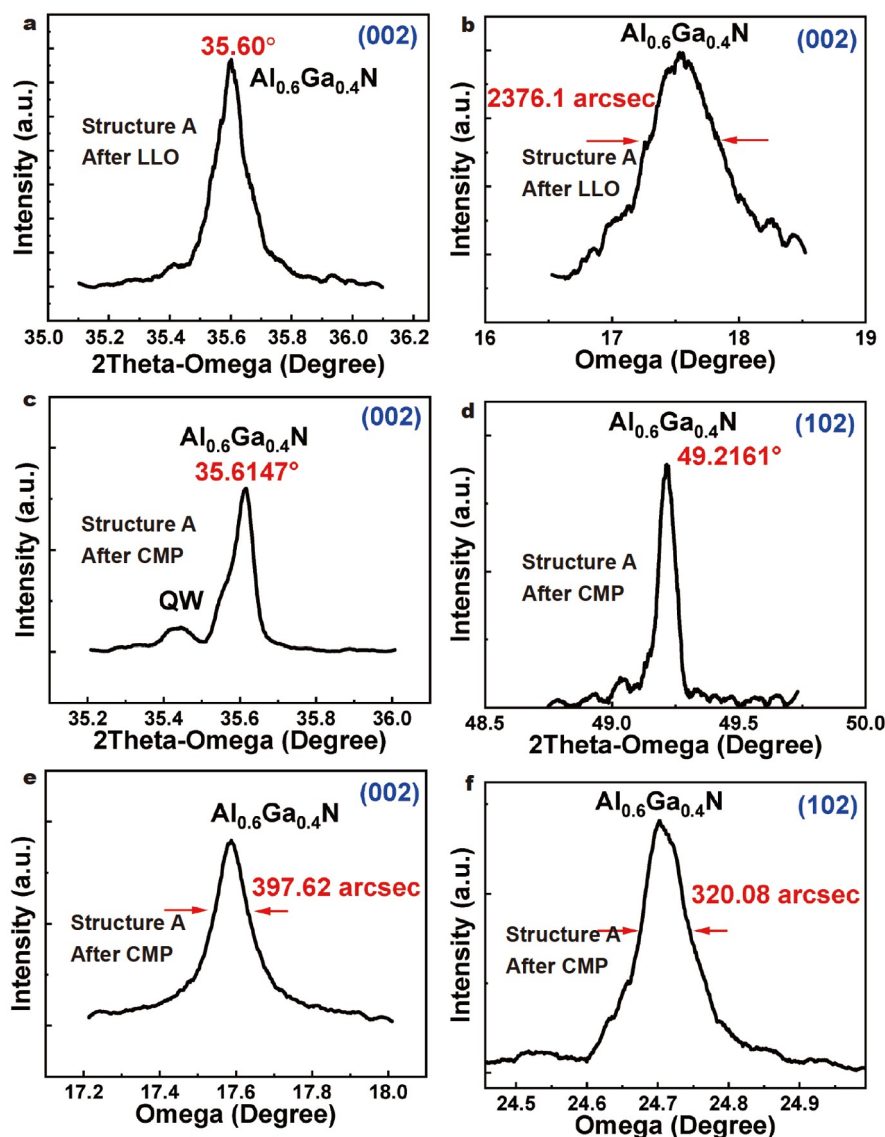 a
(002)
35.60°
Al0.6Ga0.4N
Structure A
After LLO
Intensity (a.u.)
35.0 35.2 35.4 35.6 35.8 36.0 36.2
2Theta-Omega (Degree)
b
Al0.6Ga0.4N
(002)
2376.1 arcsec
Structure A
After LLO
Intensity (a.u.)
16 17 18 19
Omega (Degree)
c
(002)
Al0.6Ga0.4N
35.6147°
Structure A
After CMP
QW
Intensity (a.u.)
35.2 35.4 35.6 35.8 36.0
2Theta-Omega (Degree)
d
(102)
Al0.6Ga0.4N
49.2161°
Structure A
After CMP
Intensity (a.u.)
48.5 49.0 49.5 50.0
2Theta-Omega (Degree)
e
(002)
Al0.6Ga0.4N
397.62 arcsec
Structure A
After CMP
Intensity (a.u.)
17.2 17.4 17.6 17.8 18.0
Omega (Degree)
f
(102)
Al0.6Ga0.4N
320.08 arcsec
Structure A
After CMP
Intensity (a.u.)
24.5 24.6 24.7 24.8 24.9
Omega (Degree)